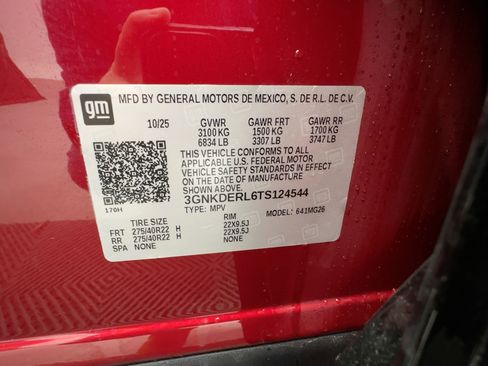 gm
MFD BY GENERAL MOTORS DE MEXICO, S. DE R.L. DE C.V.
10/25 GVWR GAWR FRT GAWR RR
3100 KG 1500 KG 1700 KG
6834 LB 3307 LB 3747 LB
THIS VEHICLE CONFORMS TO ALL
APPLICABLE U.S. FEDERAL MOTOR
VEHICLE SAFETY STANDARDS IN
EFFECT ON THE DATE OF MANUFACTURE
SHOWN ABOVE.
3GNKDERL6TS124544
170H TYPE: MPV MODEL: 641MG26
TIRE SIZE RIM
FRT 275/40R22 H 22X9.5J
RR 275/40R22 H 22X9.5J
SPA NONE NONE